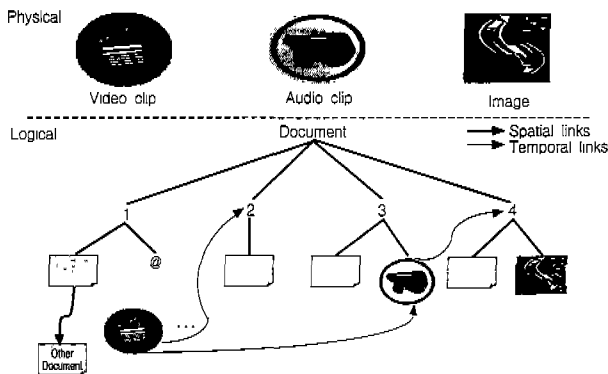 Physical
Video clip
Audio clip
Image
Logical
Document
Spatial links
Temporal links
1
2
3
4
@
...
Other
Document